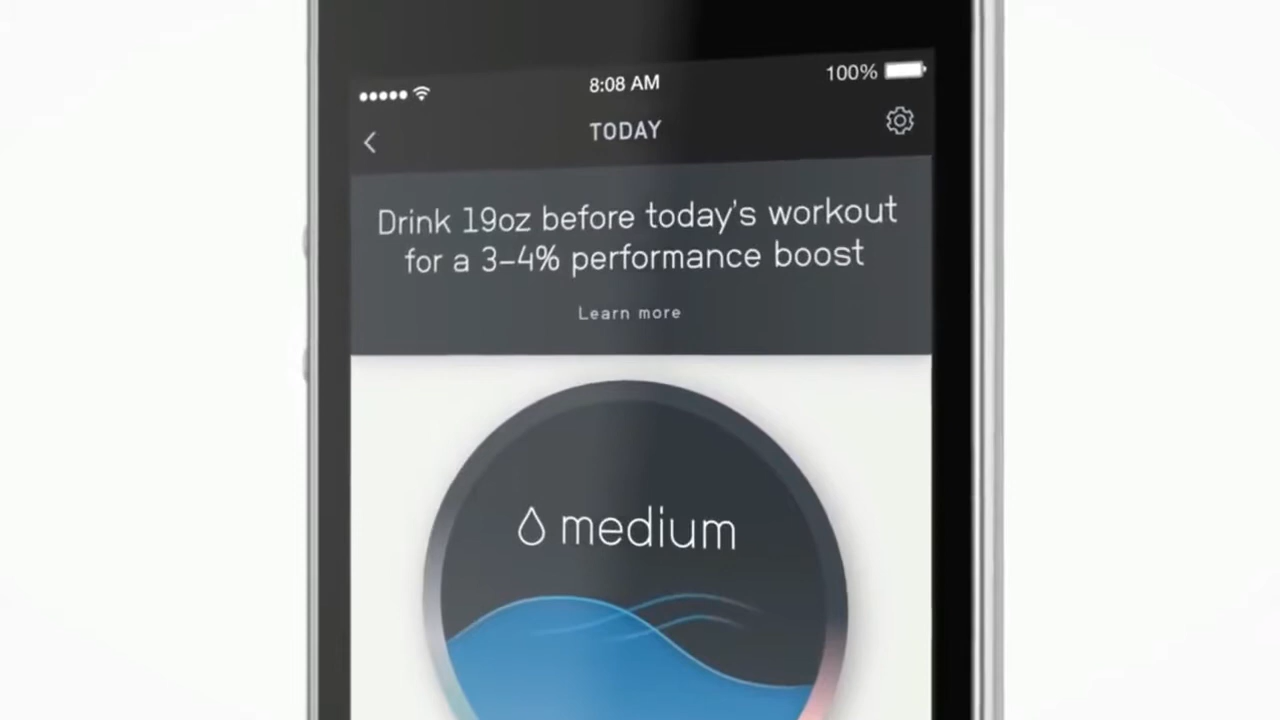 8:08 AM
100%
TODAY
Drink 19oz before today's workout
for a 3–4% performance boost
Learn more
medium